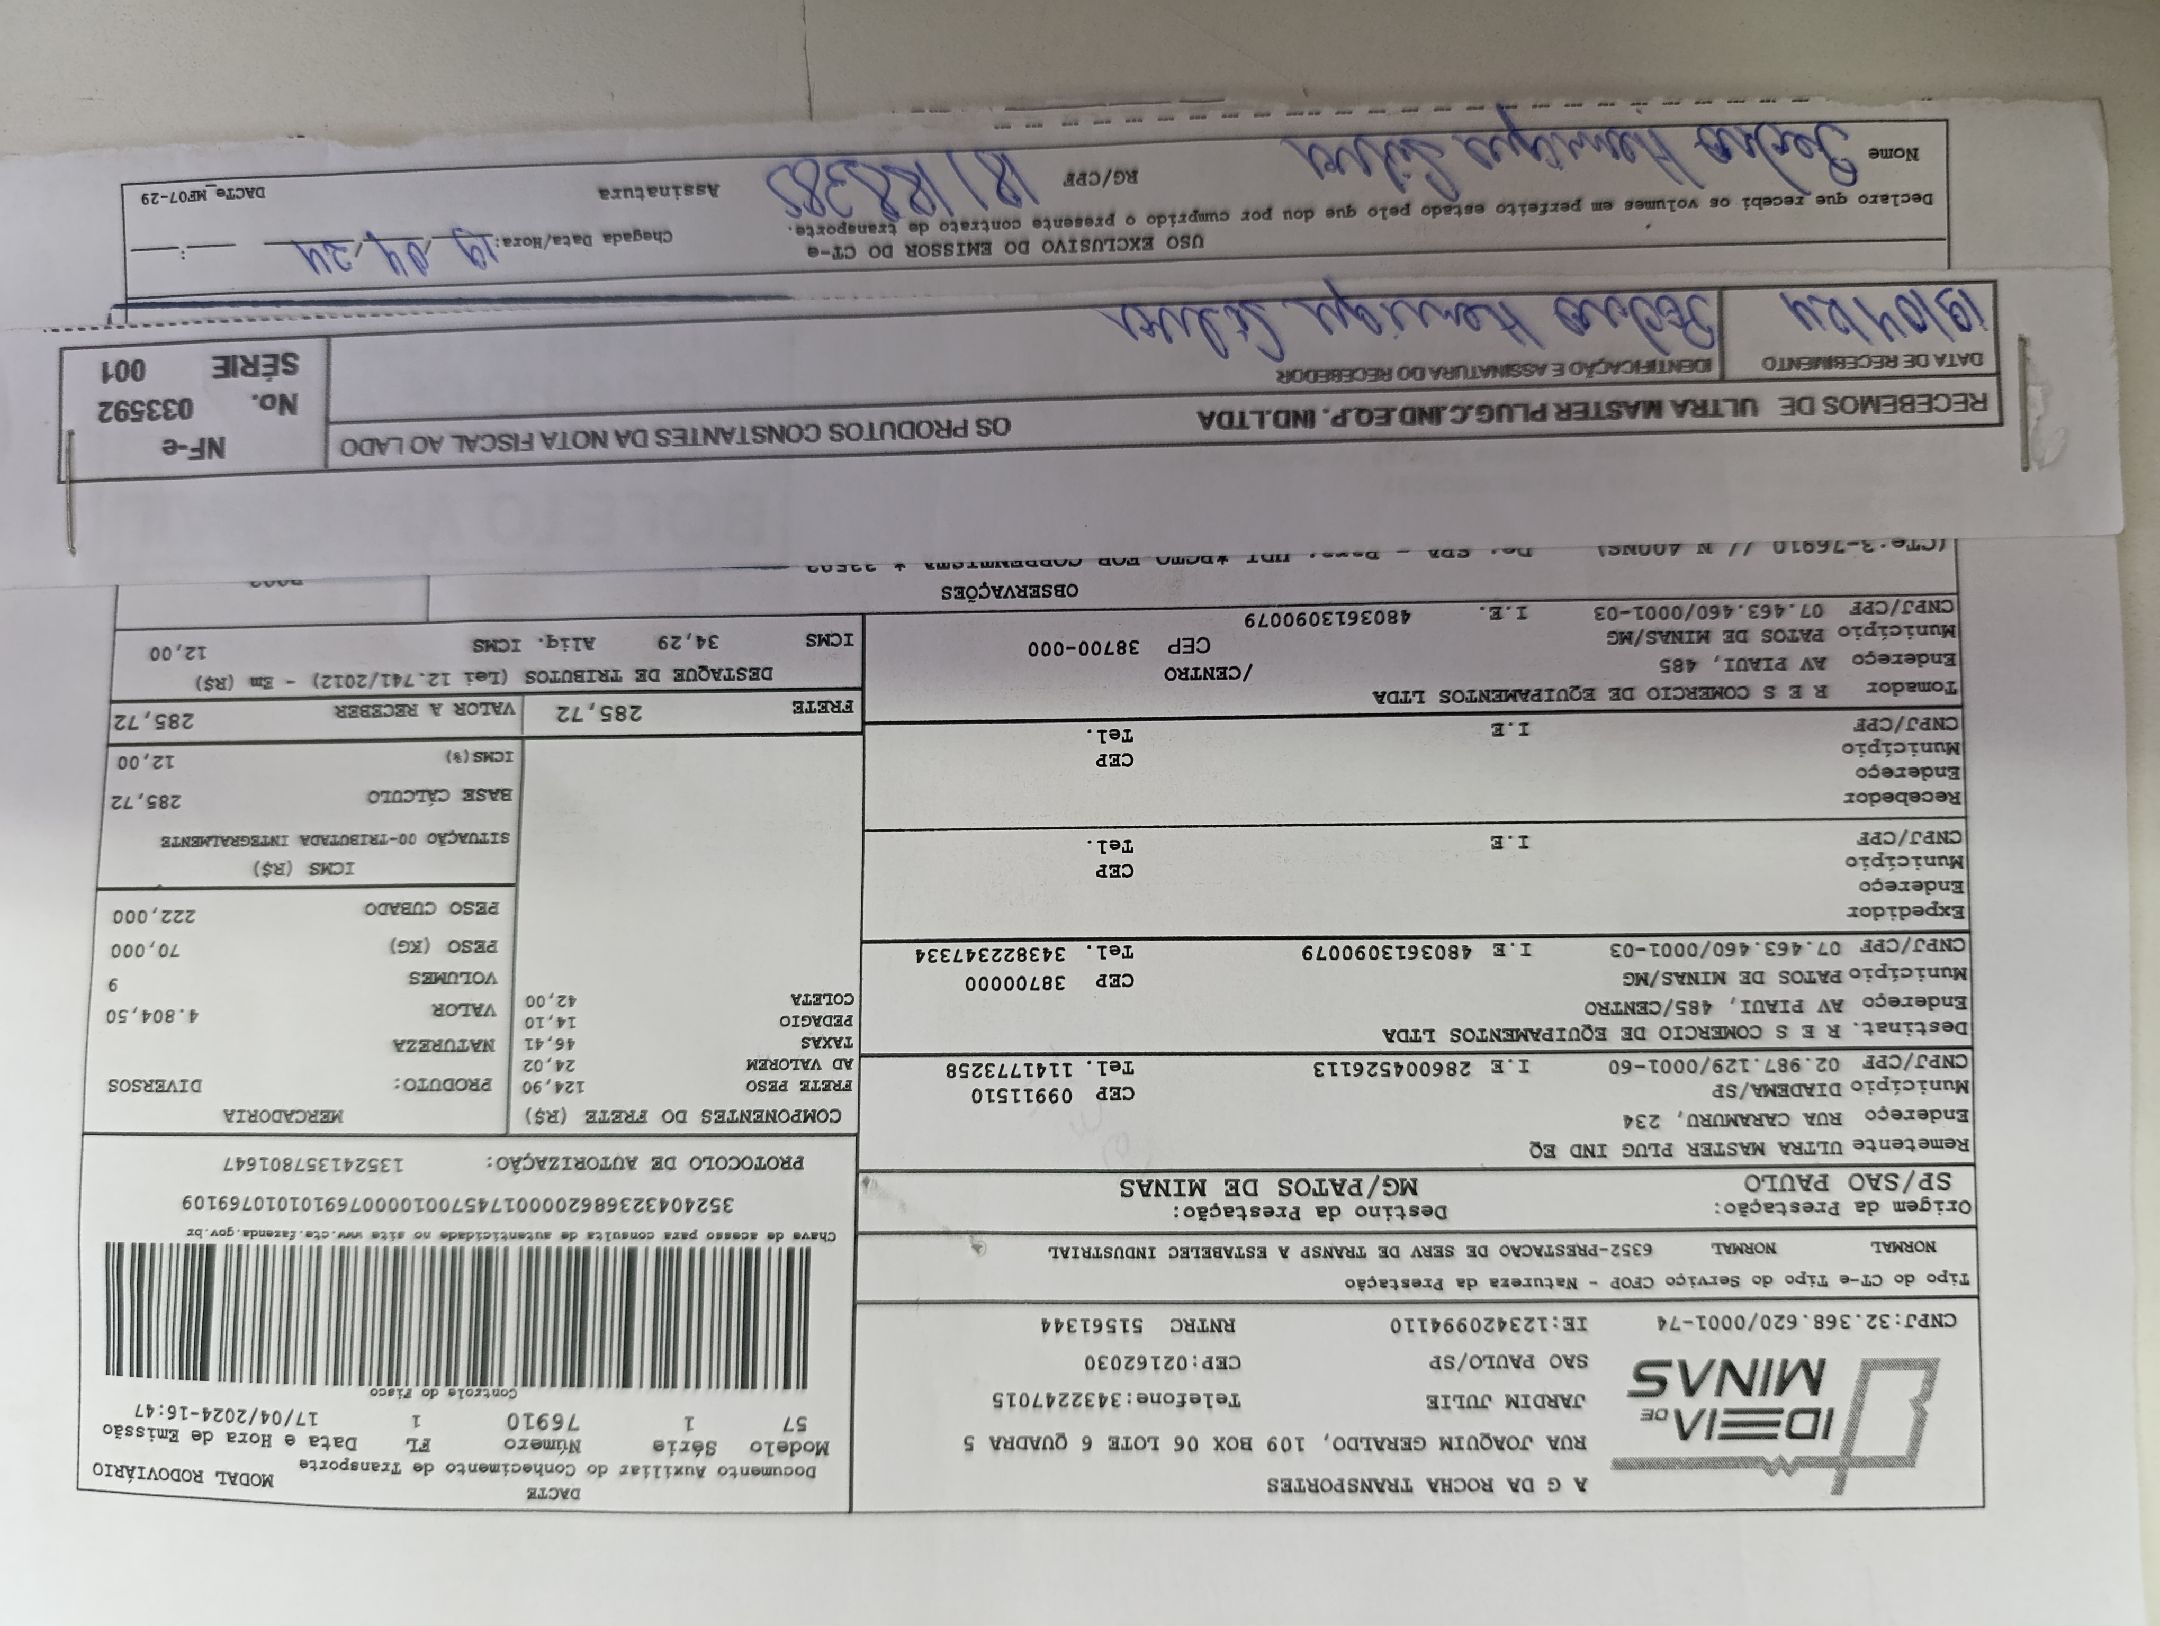 A G DA ROCHA TRANSPORTES
IDEIA DE MINAS
RUA JOAQUIM GERALDO, 109 BOX 06 LOTE 6 QUADRA 5
JARDIM JULIE Telefone:3432247015
SAO PAULO/SP CEP:02162030
CNPJ:32.368.620/0001-74 IE:123420994110 RNTRC 51561344
DACTE
Documento Auxiliar do Conhecimento de Transporte MODAL RODOVIÁRIO
Modelo Série Número FL Data e Hora de Emissão
57 1 76910 1 17/04/2024-16:47
Controle do Fisco
Chave de acesso para consulta de autenticidade no site www.cte.fazenda.gov.br
35240432368620000174570010000769101010769109
PROTOCOLO DE AUTORIZAÇÃO: 135241357801647
Tipo do CT-e Tipo do Serviço CFOP - Natureza da Prestação
NORMAL NORMAL 6352-PRESTACAO DE SERV DE TRANSP A ESTABELEC INDUSTRIAL
Origem da Prestação: Destino da Prestação:
SP/SAO PAULO MG/PATOS DE MINAS
Remetente ULTRA MASTER PLUG IND EQ
Endereço RUA CARAMURU, 234
Município DIADEMA/SP CEP 09911510
CNPJ/CPF 02.987.129/0001-60 I.E 286004526113 Tel. 1141773258
Destinat. R E S COMERCIO DE EQUIPAMENTOS LTDA
Endereço AV PIAUI, 485/CENTRO
Município PATOS DE MINAS/MG CEP 38700000
CNPJ/CPF 07.463.460/0001-03 I.E 4803613090079 Tel. 34382234733​4
Expedidor
Endereço
Município CEP
CNPJ/CPF I.E Tel.
Recebedor
Endereço
Município CEP
CNPJ/CPF I.E Tel.
Tomador R E S COMERCIO DE EQUIPAMENTOS LTDA
Endereço AV PIAUI, 485 /CENTRO
Município PATOS DE MINAS/MG CEP 38700-000
CNPJ/CPF 07.463.460/0001-03 I.E. 4803613090079
COMPONENTES DO FRETE (R$)
FRETE PESO 124,90
AD VALOREM 24,02
TAXAS 46,41
PEDAGIO 14,10
COLETA 42,00
MERCADORIA
PRODUTO: DIVERSOS
NATUREZA
VALOR 4.804,50
VOLUMES 9
PESO (KG) 70,000
PESO CUBADO 222,000
ICMS (R$)
SITUAÇÃO 00-TRIBUTADA INTEGRALMENTE
BASE CÁLCULO 285,72
ICMS(%) 12,00
FRETE 285,72 VALOR A RECEBER 285,72
DESTAQUE DE TRIBUTOS (Lei 12.741/2012) - Em (R$)
ICMS 34,29 Aliq. ICMS 12,00
OBSERVAÇÕES
(CTe:3-76910 // N 400NS)
NF-e
No. 033592
SÉRIE 001
RECEBEMOS DE ULTRA MASTER PLUG.C.IND.EQ.P. IND.LTDA OS PRODUTOS CONSTANTES DA NOTA FISCAL AO LADO
DATA DE RECEBIMENTO IDENTIFICAÇÃO E ASSINATURA DO RECEBEDOR
19/04/24 Pedro Henrique
USO EXCLUSIVO DO EMISSOR DO CT-e Chegada Data/Hora: 19/04/24 __:__
Declaro que recebi os volumes em perfeito estado pelo que dou por cumprido o presente contrato de transporte.
Nome Pedro Henrique RG/CPF Assinatura DACTe_MF07-29